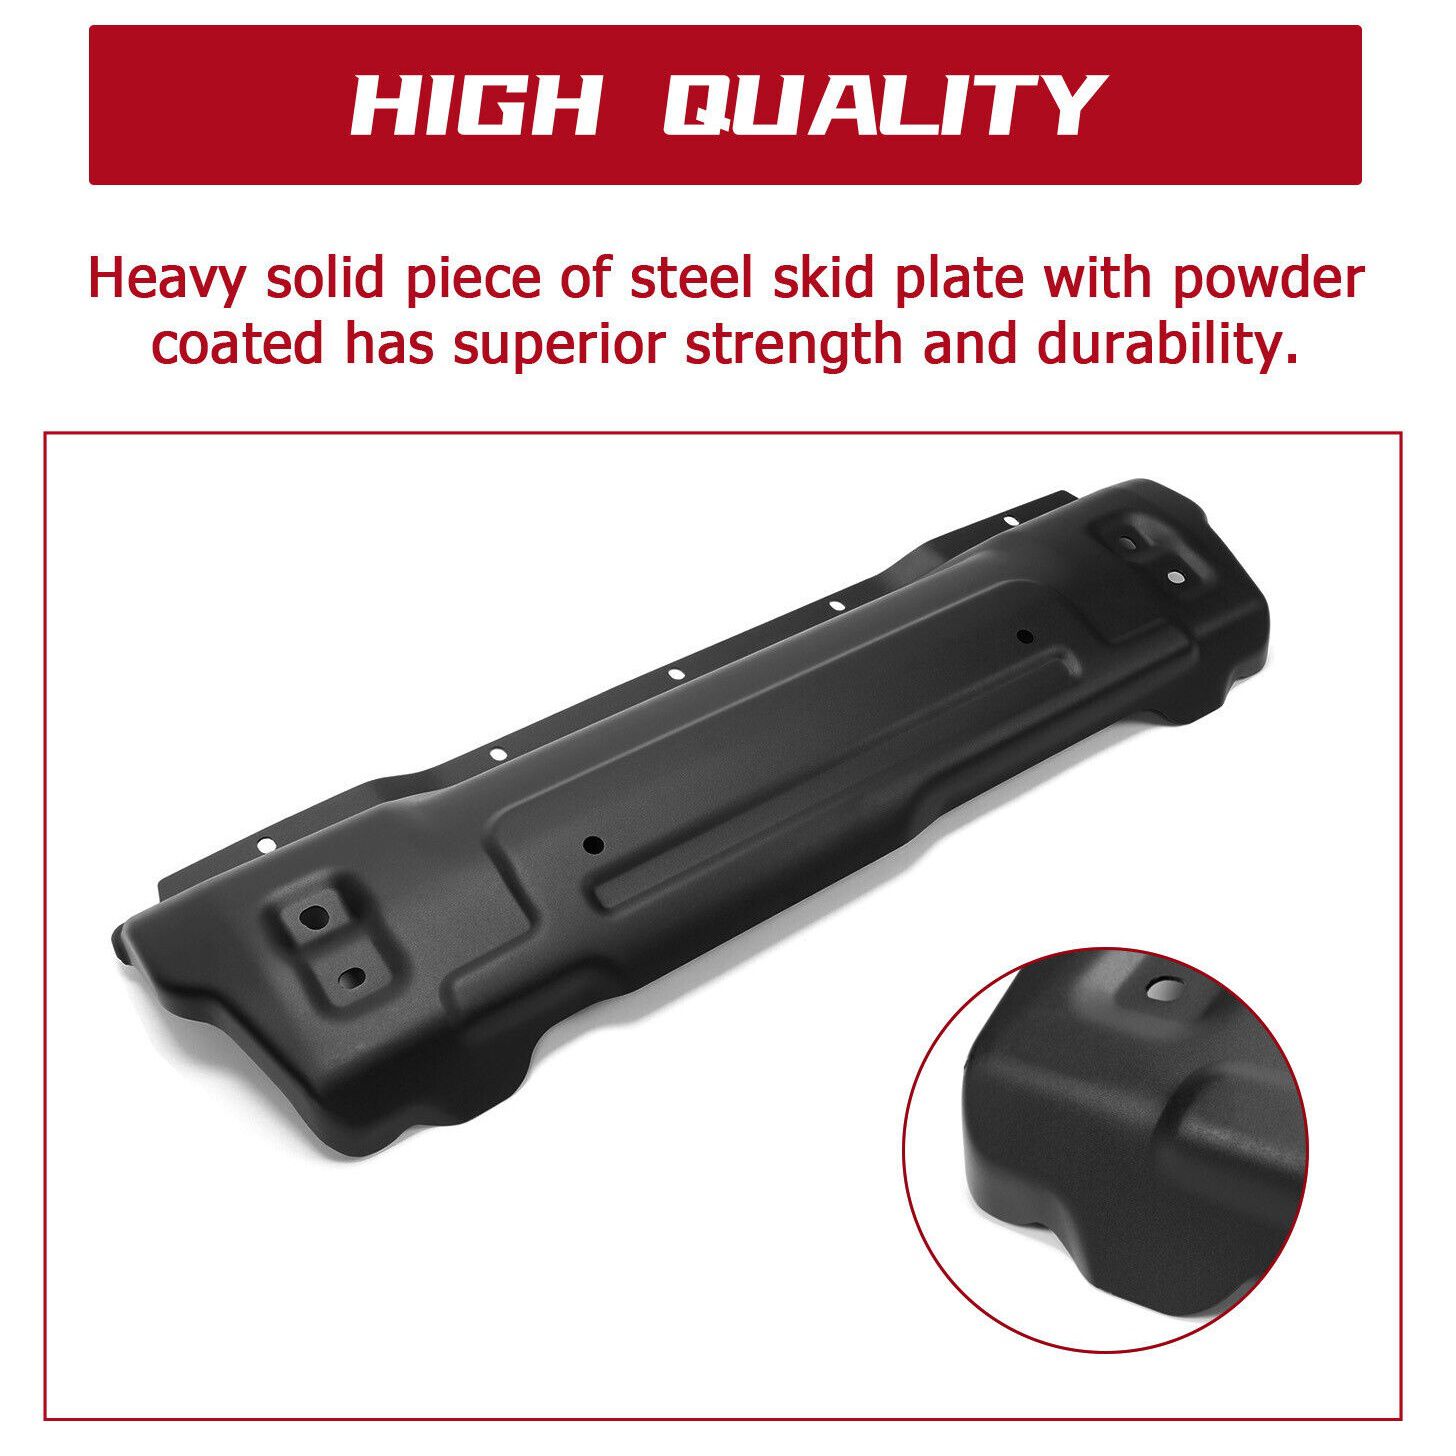 HIGH QUALITY
Heavy solid piece of steel skid plate with powder
coated has superior strength and durability.